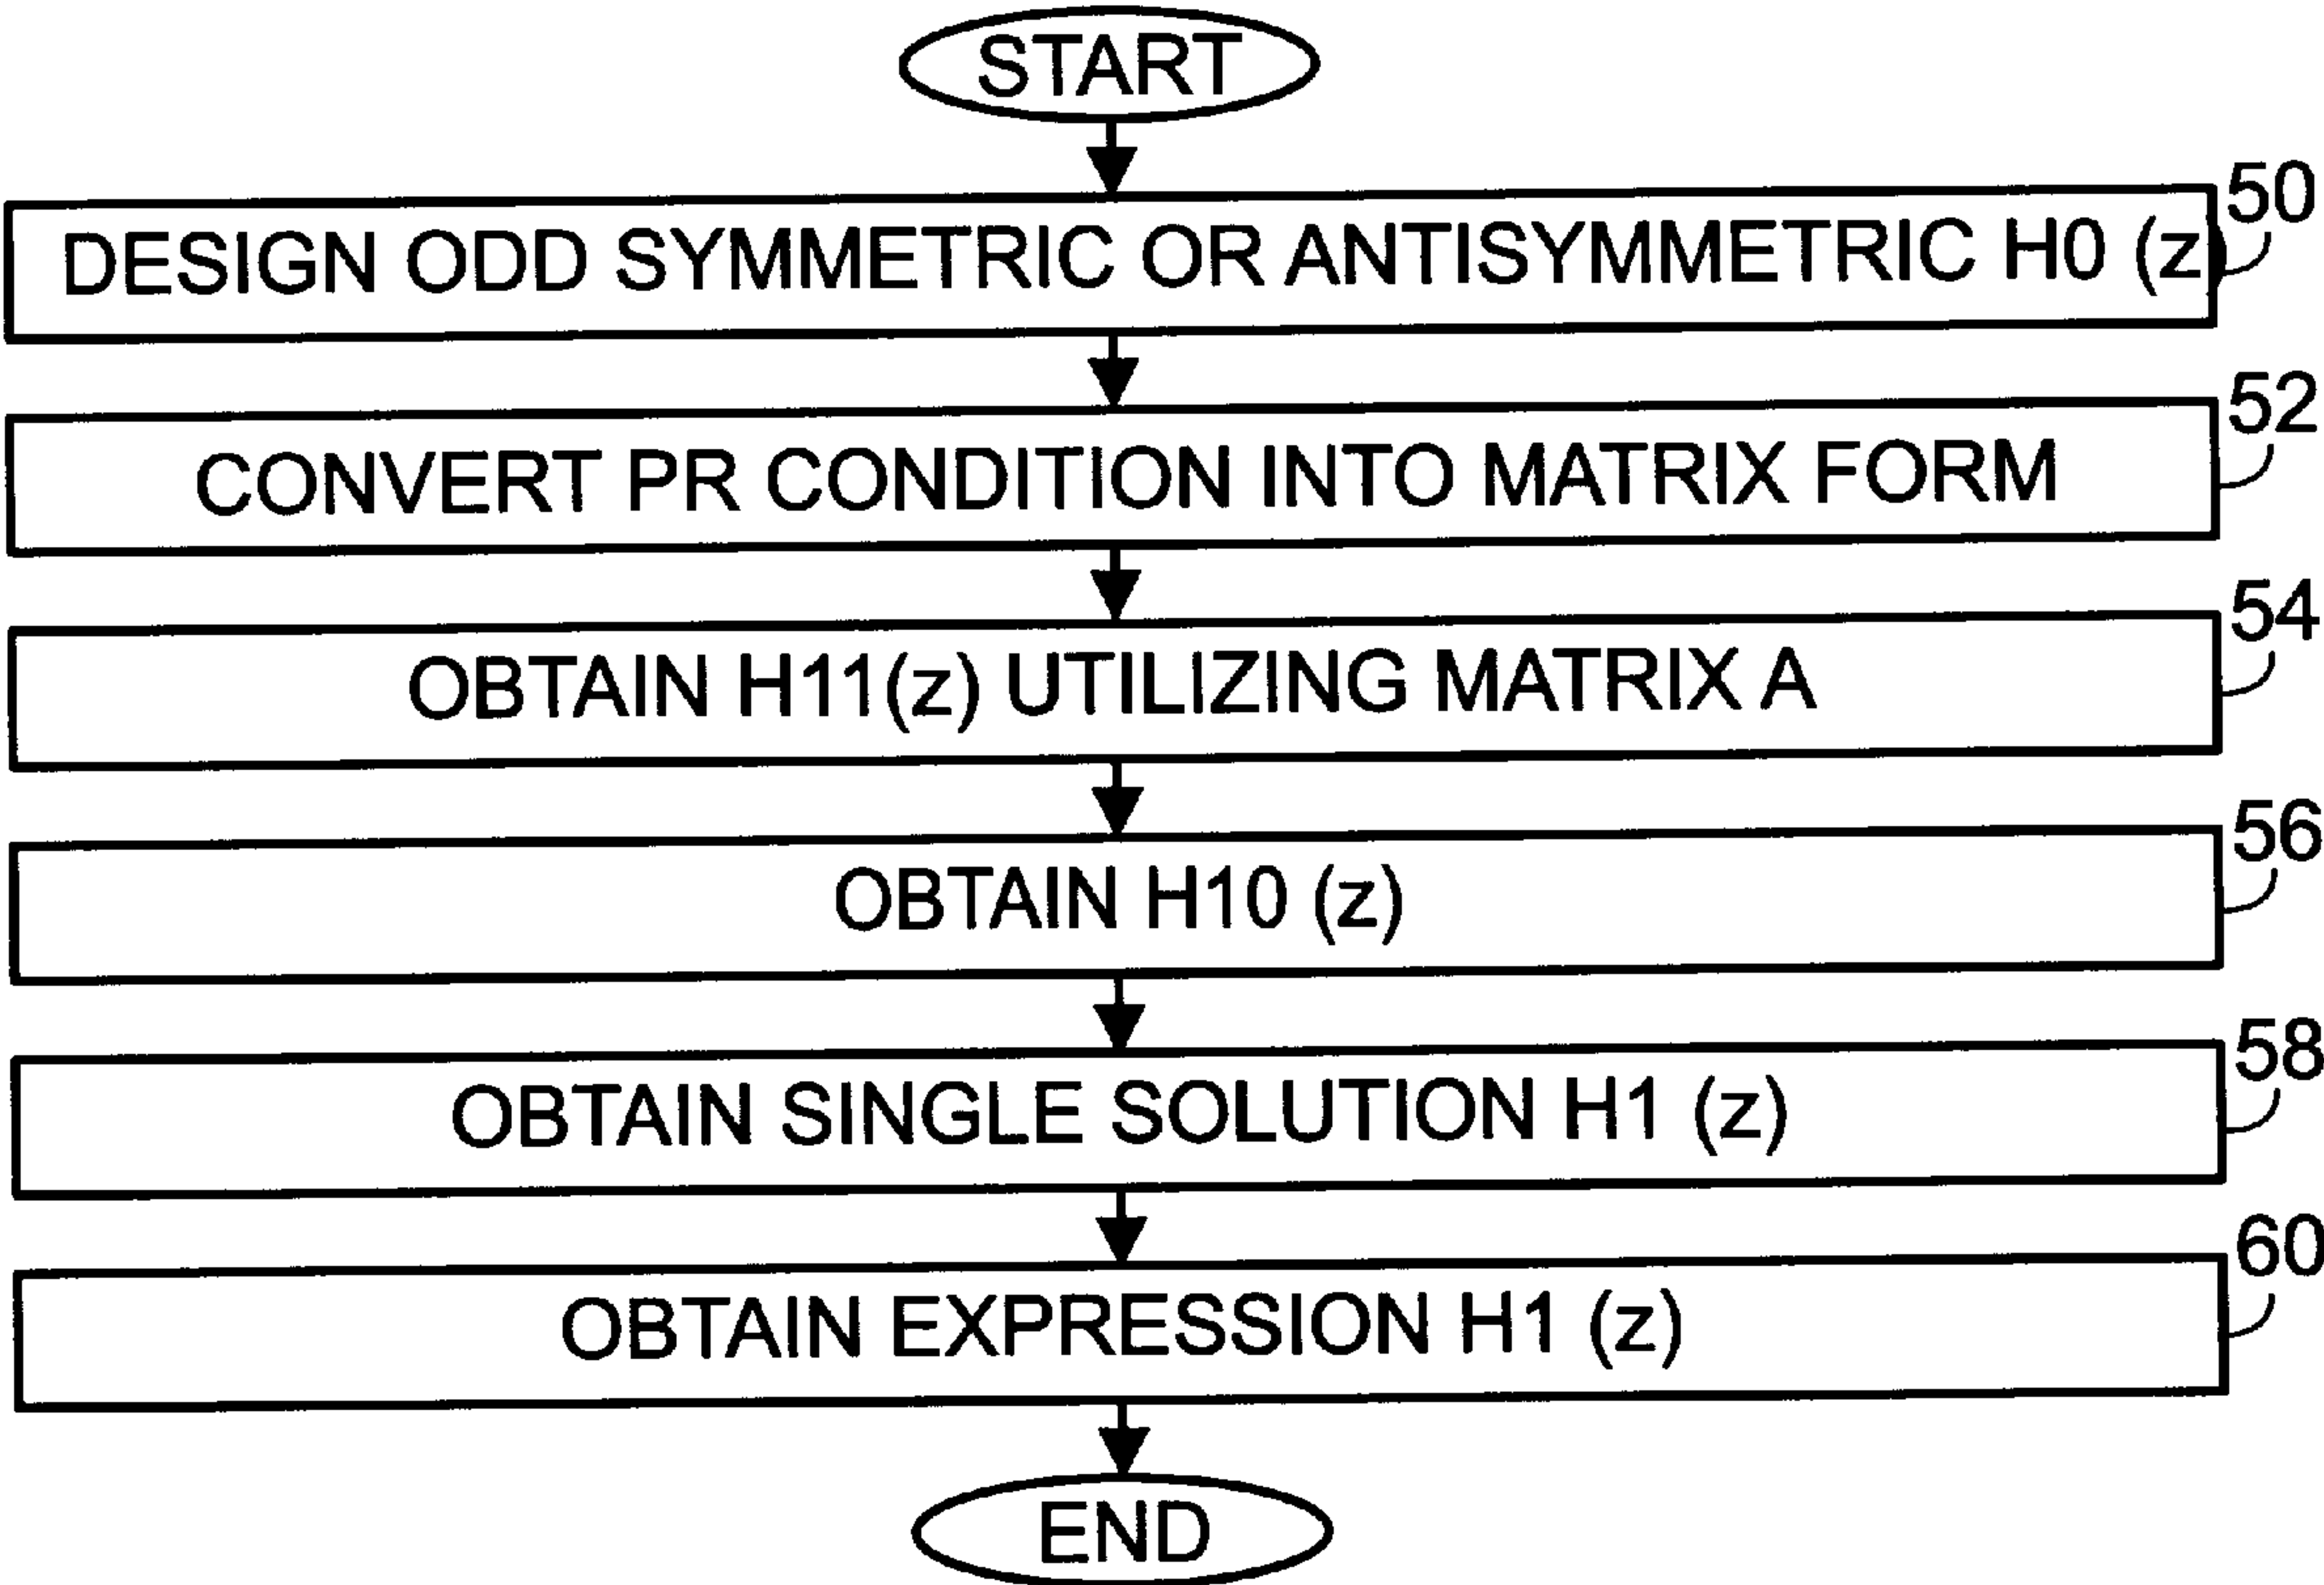 START
50
DESIGN ODD SYMMETRIC OR ANTISYMMETRIC H0 (z)
52
CONVERT PR CONDITION INTO MATRIX FORM
54
OBTAIN H11(z) UTILIZING MATRIX A
56
OBTAIN H10 (z)
58
OBTAIN SINGLE SOLUTION H1 (z)
60
OBTAIN EXPRESSION H1 (z)
END